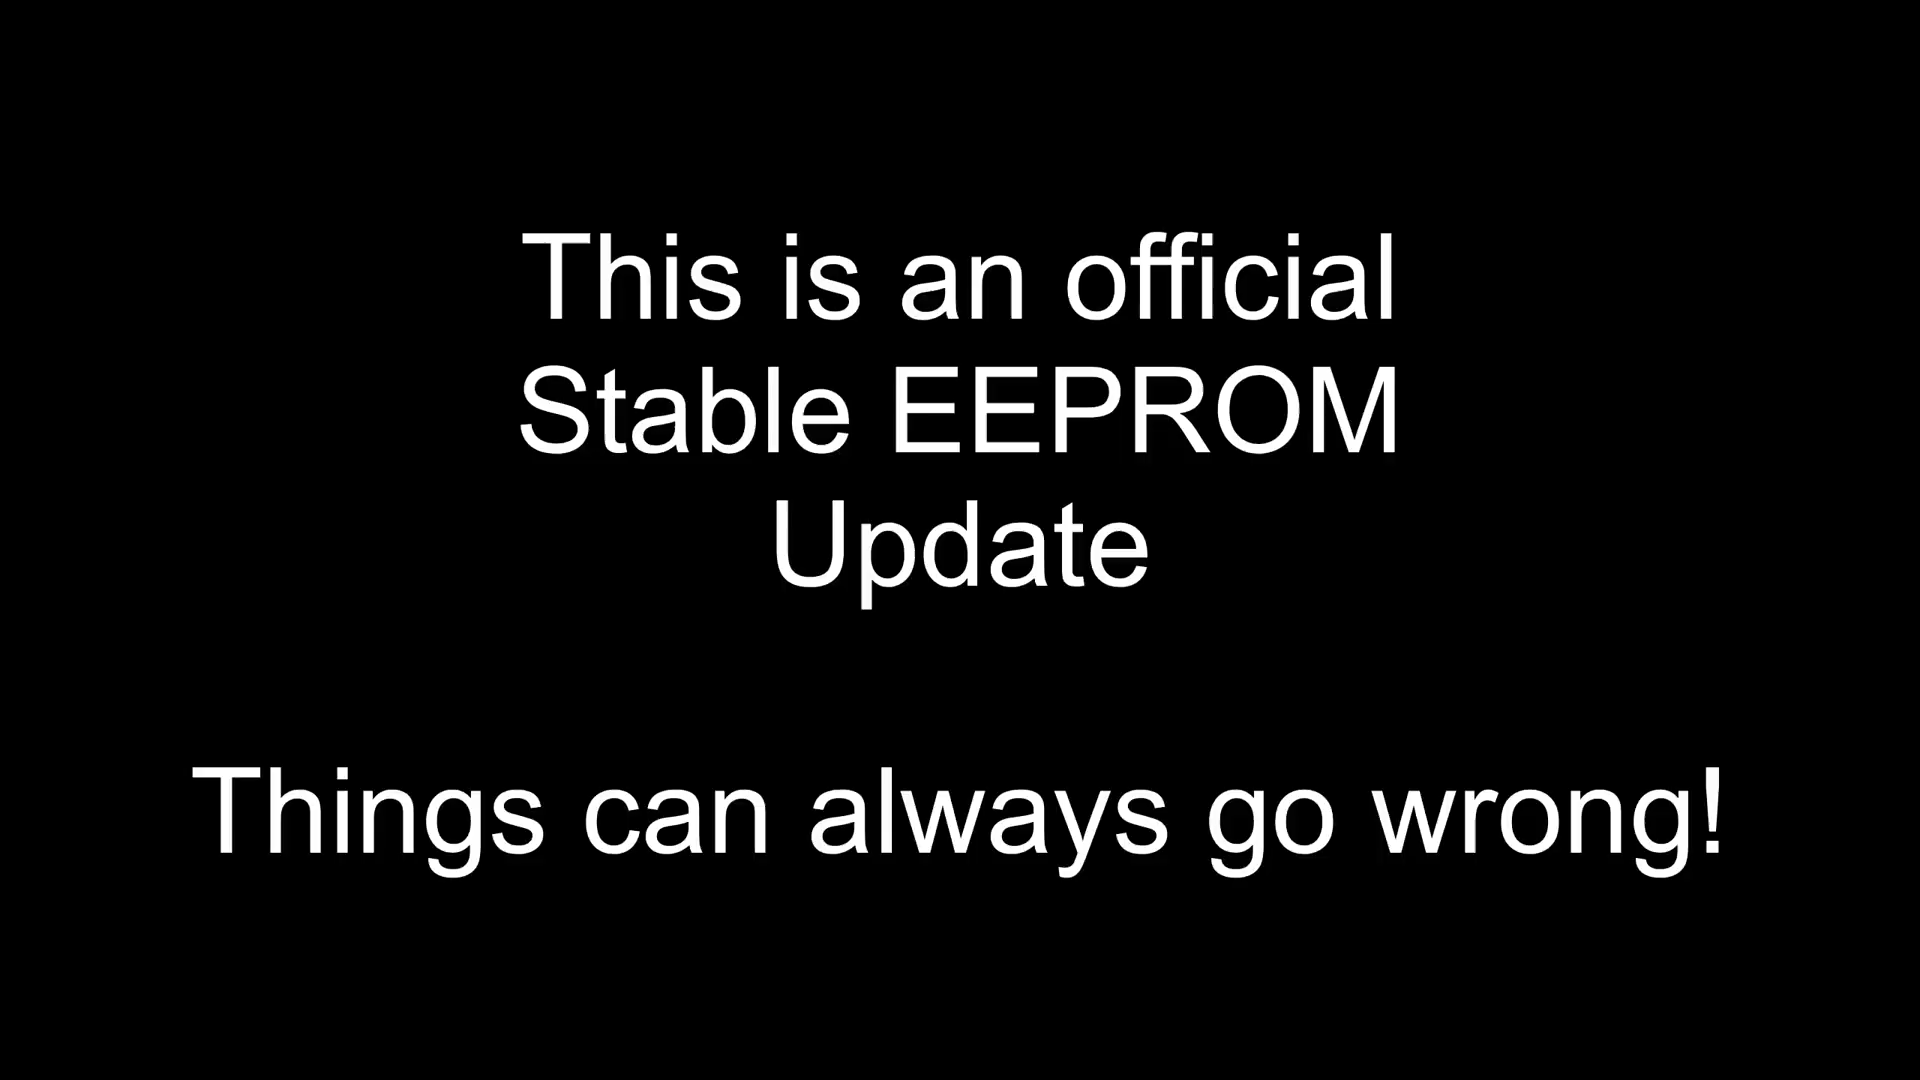 This is an official
Stable EEPROM
Update
Things can always go wrong!